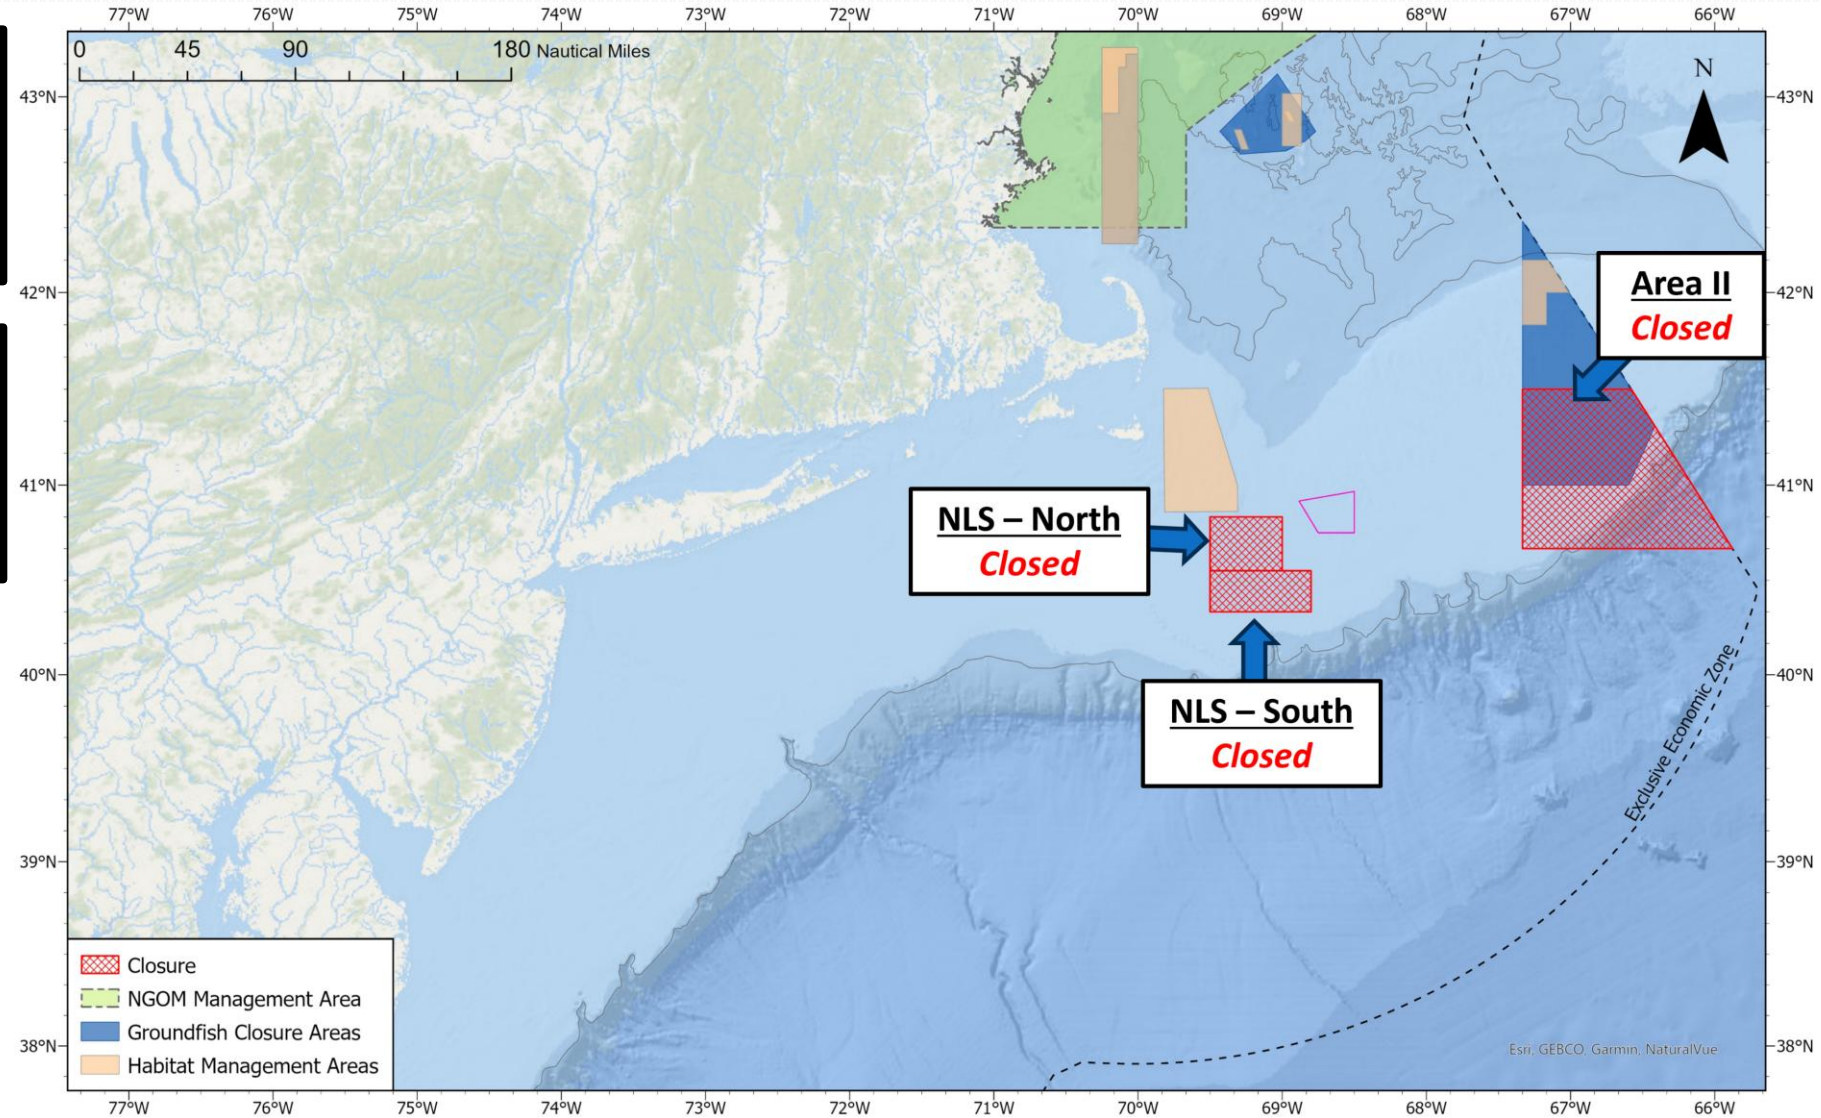 77°W 76°W 75°W 74°W 73°W 72°W 71°W 70°W 69°W 68°W 67°W 66°W
0 45 90 180 Nautical Miles
N
43°N 43°N
42°N 42°N
Area II
Closed
41°N 41°N
NLS – North
Closed
40°N 40°N
NLS – South
Closed
Exclusive Economic Zone
39°N 39°N
Closure
NGOM Management Area
Groundfish Closure Areas
Habitat Management Areas
38°N 38°N
Esri, GEBCO, Garmin, NaturalVue
77°W 76°W 75°W 74°W 73°W 72°W 71°W 70°W 69°W 68°W 67°W 66°W